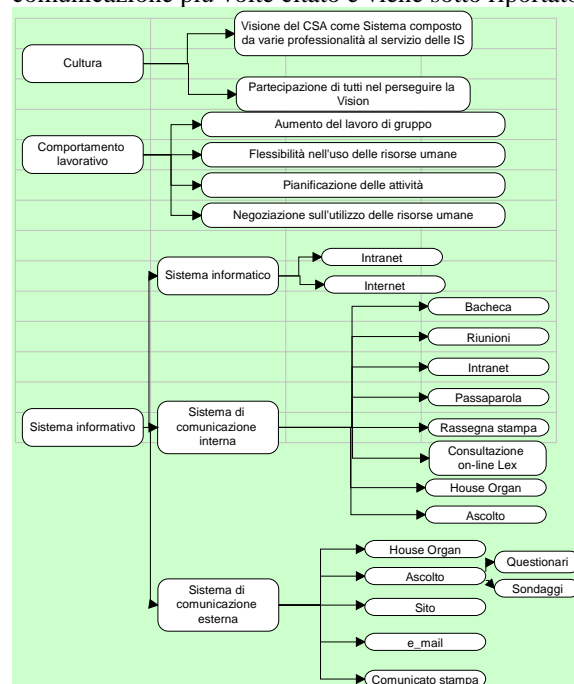 comunicazione più volte citato e viene sotto riportato
Visione del CSA come Sistema composto
da varie professionalità al servizio delle IS
Cultura
Partecipazione di tutti nel perseguire la
Vision
Aumento del lavoro di gruppo
Comportamento
lavorativo
Flessibilità nell'uso delle risorse umane
Pianificazione delle attività
Negoziazione sull'utilizzo delle risorse umane
Sistema informatico
Intranet
Internet
Bacheca
Riunioni
Intranet
Passaparola
Sistema informativo
Sistema di
comunicazione
interna
Rassegna stampa
Consultazione
on-line Lex
House Organ
Ascolto
House Organ
Ascolto
Questionari
Sondaggi
Sistema di
comunicazione
esterna
Sito
e_mail
Comunicato stampa